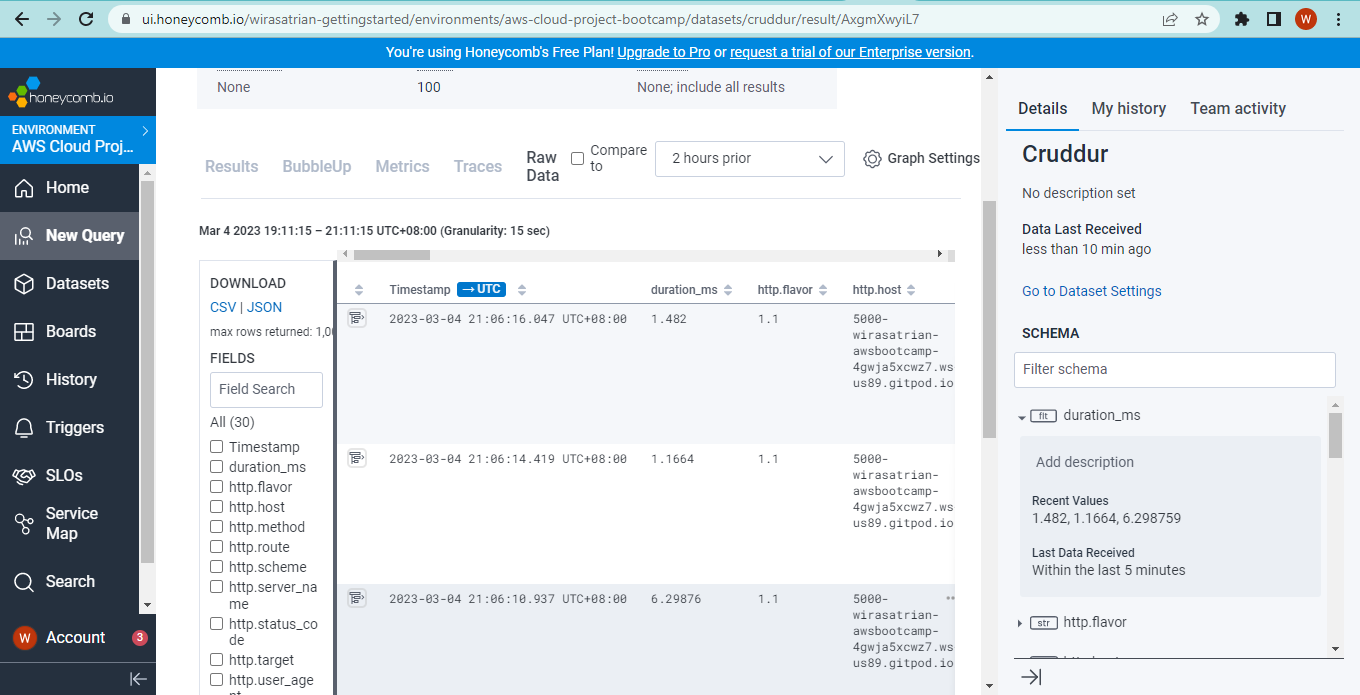 ui.honeycomb.io/wirasatrian-gettingstarted/environments/aws-cloud-project-bootcamp/datasets/cruddur/result/AxgmXwyiL7
W
You're using Honeycomb's Free Plan! Upgrade to Pro or request a trial of our Enterprise version.
honeycomb.io
ENVIRONMENT
AWS Cloud Proj...
Home
New Query
Datasets
Boards
History
Triggers
SLOs
Service
Map
Search
W Account 3
None 100 None; include all results
Results BubbleUp Metrics Traces Raw
Data
Compare
to
2 hours prior
Graph Settings
Mar 4 2023 19:11:15 – 21:11:15 UTC+08:00 (Granularity: 15 sec)
DOWNLOAD
CSV | JSON
max rows returned: 1,00
FIELDS
Field Search
All (30)
Timestamp
duration_ms
http.flavor
http.host
http.method
http.route
http.scheme
http.server_na
me
http.status_co
de
http.target
http.user_age
Timestamp → UTC duration_ms http.flavor http.host
2023-03-04 21:06:16.047 UTC+08:00 1.482 1.1 5000-
wirasatrian-
awsbootcamp-
4gwja5xcwz7.ws
us89.gitpod.io
2023-03-04 21:06:14.419 UTC+08:00 1.1664 1.1 5000-
wirasatrian-
awsbootcamp-
4gwja5xcwz7.ws
us89.gitpod.io
2023-03-04 21:06:10.937 UTC+08:00 6.29876 1.1 5000-
wirasatrian-
awsbootcamp-
4gwja5xcwz7.ws
us89.gitpod.io
Details My history Team activity
Cruddur
No description set
Data Last Received
less than 10 min ago
Go to Dataset Settings
SCHEMA
Filter schema
flt duration_ms
Add description
Recent Values
1.482, 1.1664, 6.298759
Last Data Received
Within the last 5 minutes
str http.flavor